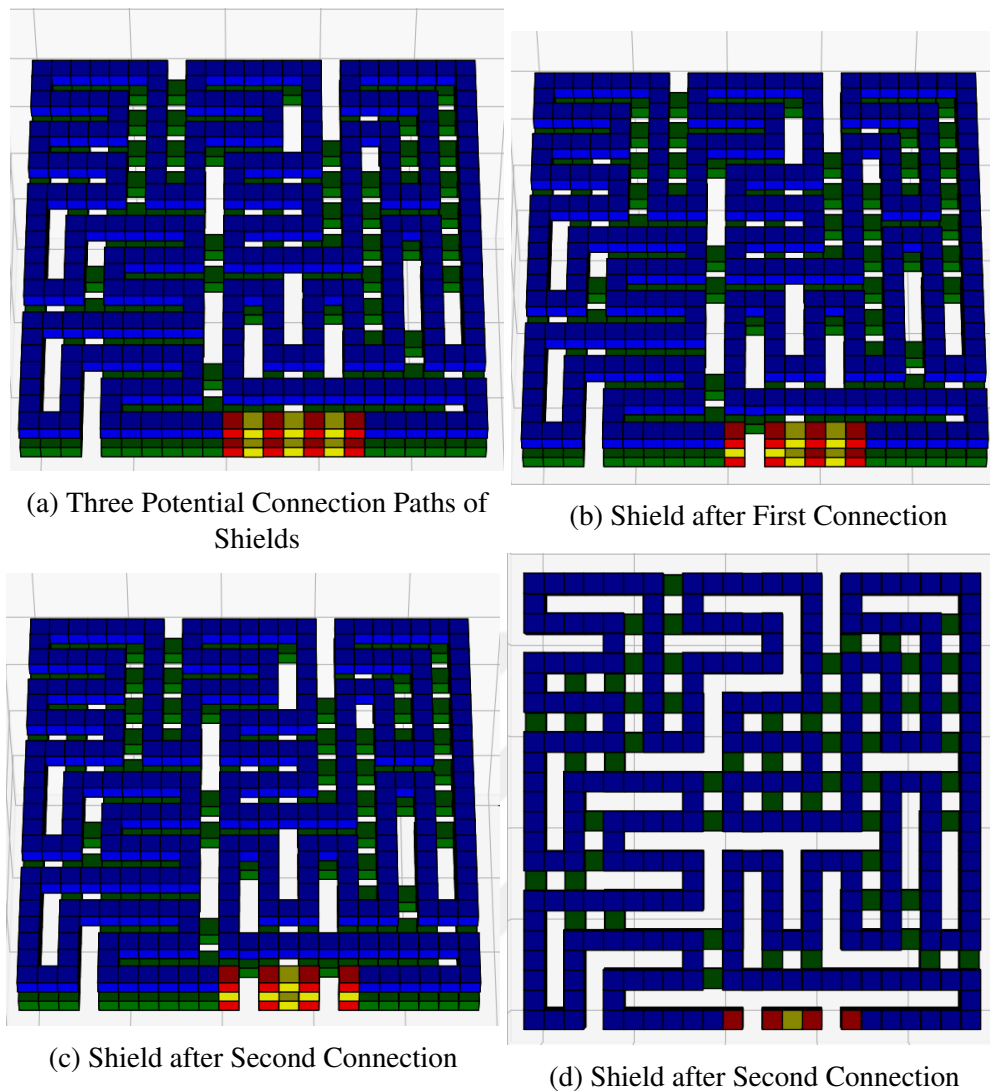 (a) Three Potential Connection Paths of
Shields
(b) Shield after First Connection
(c) Shield after Second Connection
(d) Shield after Second Connection